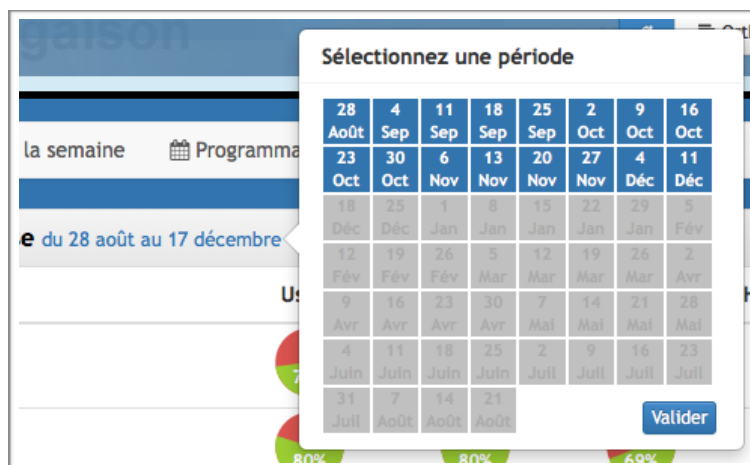 gaison
Sélectionnez une période
28 4 11 18 25 2 9 16
Août Sep Sep Sep Sep Oct Oct Oct
23 30 6 13 20 27 4 11
Oct Oct Nov Nov Nov Nov Déc Déc
18 25 1 8 15 22 29 5
Déc Déc Jan Jan Jan Jan Jan Fév
12 19 26 5 12 19 26 2
Fév Fév Fév Mar Mar Mar Mar Avr
9 16 23 30 7 14 21 28
Avr Avr Avr Avr Mai Mai Mai Mai
4 11 18 25 2 9 16 23
Juin Juin Juin Juin Juil Juil Juil Juil
31 7 14 21
Juil Août Août Août
Valider
la semaine Programma
e du 28 août au 17 décembre
80% 80% 69%